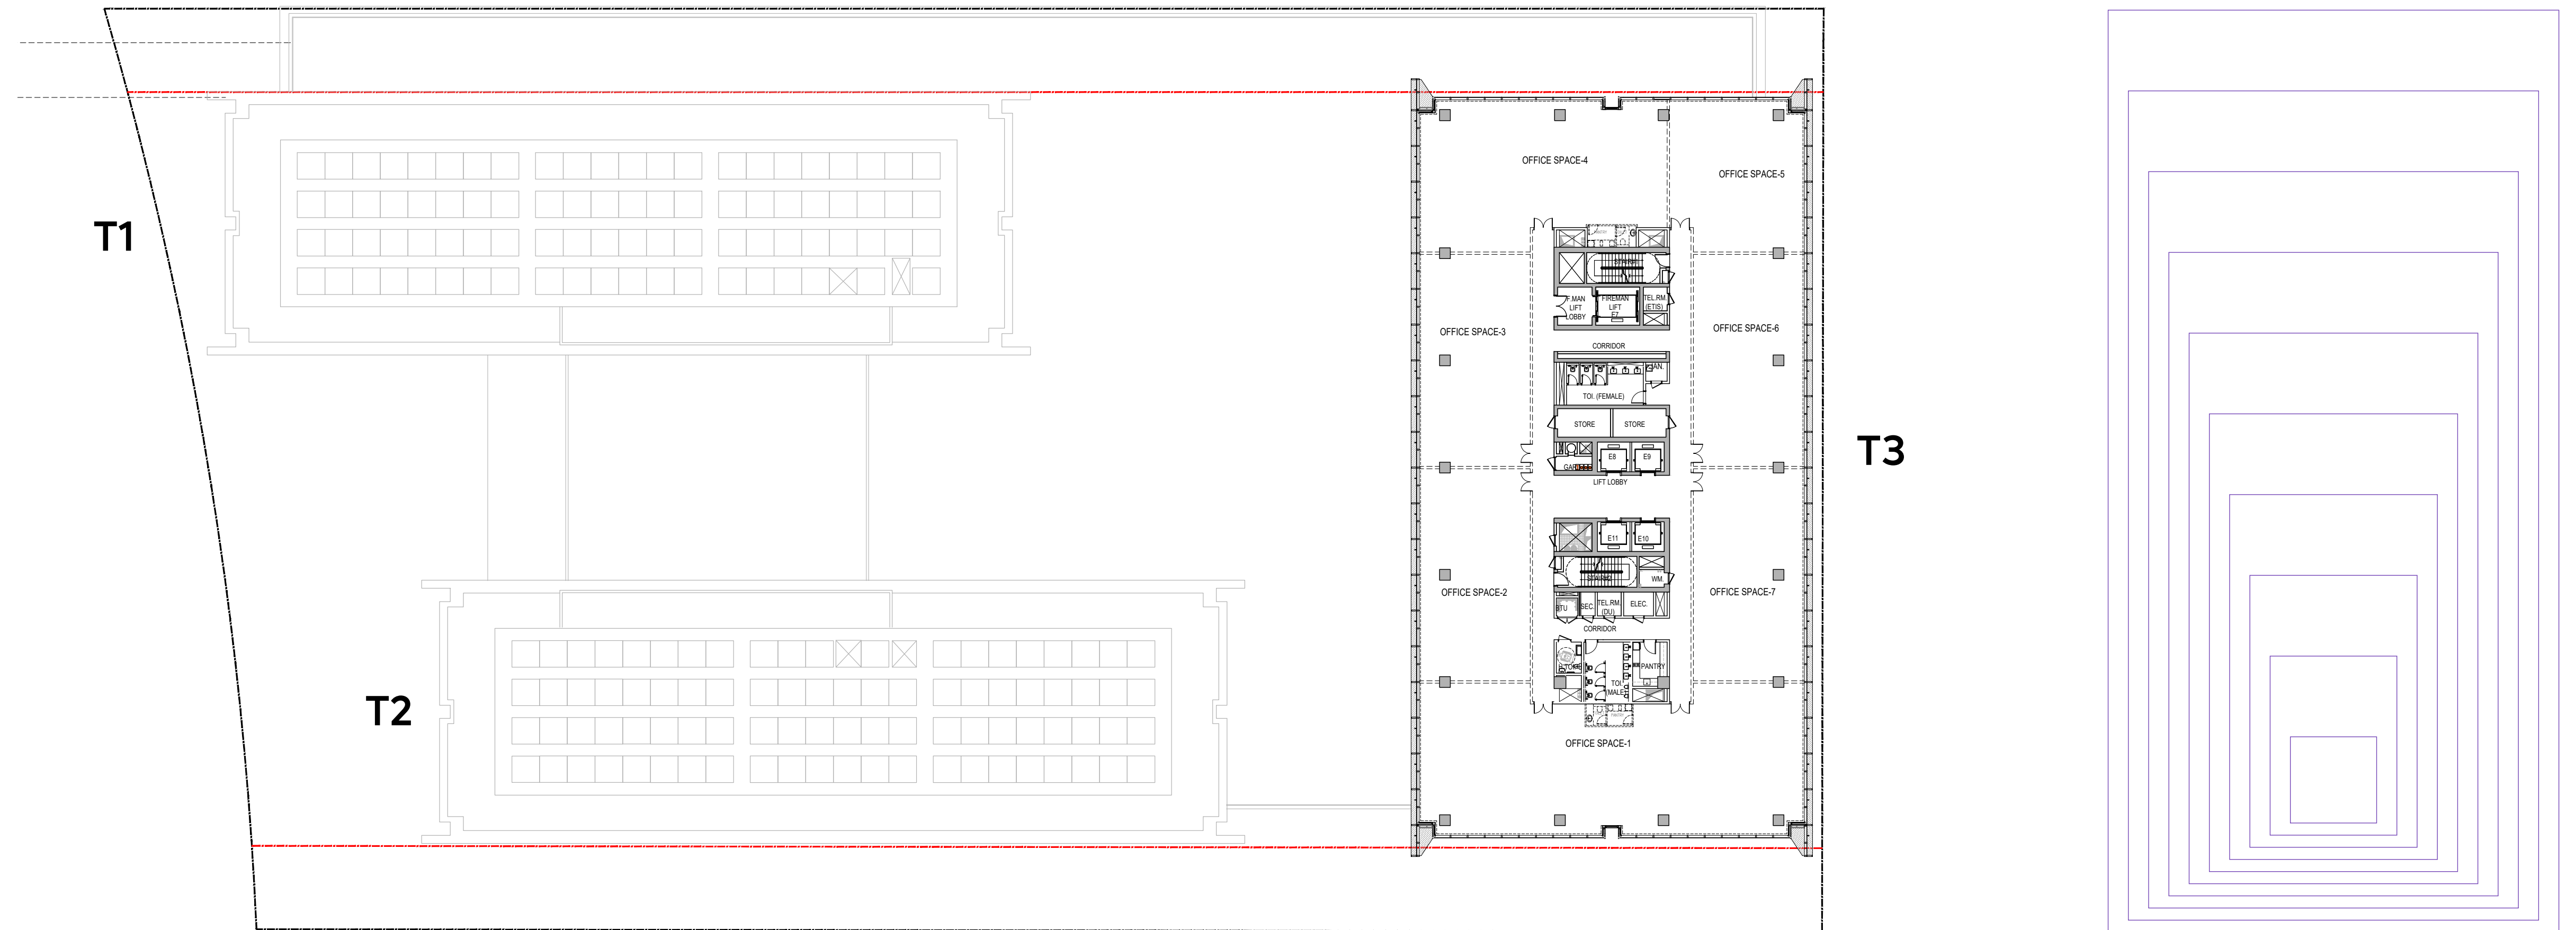 T1
T2
T3
OFFICE SPACE-4
OFFICE SPACE-5
F.MAN
LIFT
LOBBY
FIREMAN
LIFT
E7
TEL.RM.
(ETIS)
OFFICE SPACE-3
OFFICE SPACE-6
CORRIDOR
TOI. (FEMALE)
STORE
STORE
E8
E9
LIFT LOBBY
E11
E10
WM.
OFFICE SPACE-2
OFFICE SPACE-7
BTU
SEC.
TEL.RM.
(DU)
ELEC.
CORRIDOR
PANTRY
TOI.
(MALE)
OFFICE SPACE-1